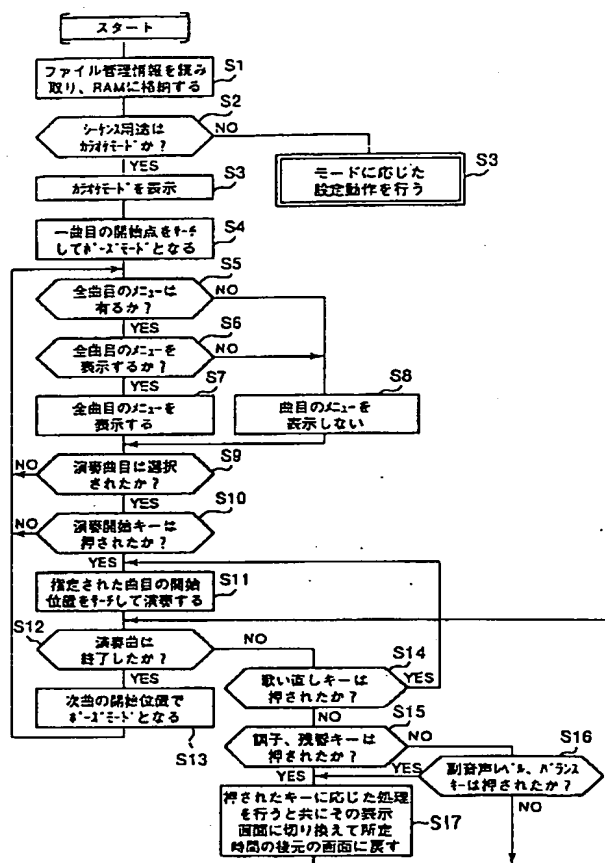 スタート
S1
ファイル管理情報を読み
取り、RAMに格納する
S2
シーケンス用途は
カラオケモードか？
NO
YES
S3
カラオケモードを表示
S3
モードに応じた
設定動作を行う
S4
一曲目の開始点をサーチ
してポーズモードとなる
S5
全曲目のメニューは
有るか？
NO
YES
S6
全曲目のメニューを
表示するか？
NO
YES
S7
全曲目のメニューを
表示する
S8
曲目のメニューを
表示しない
S9
NO
演奏曲目は選択
されたか？
YES
S10
NO
演奏開始キーは
押されたか？
YES
S11
指定された曲目の開始
位置をサーチして演奏する
S12
演奏曲は
終了したか？
NO
YES
S14
歌い直しキーは
押されたか？
YES
NO
次曲の開始位置で
ポーズモードとなる
S13
S15
調子、残響キーは
押されたか？
NO
YES
S16
副音声レベル、バランス
キーは押されたか？
YES
NO
押されたキーに応じた処理
を行うと共にその表示
画面に切り換えて所定
時間の後元の画面に戻す
S17